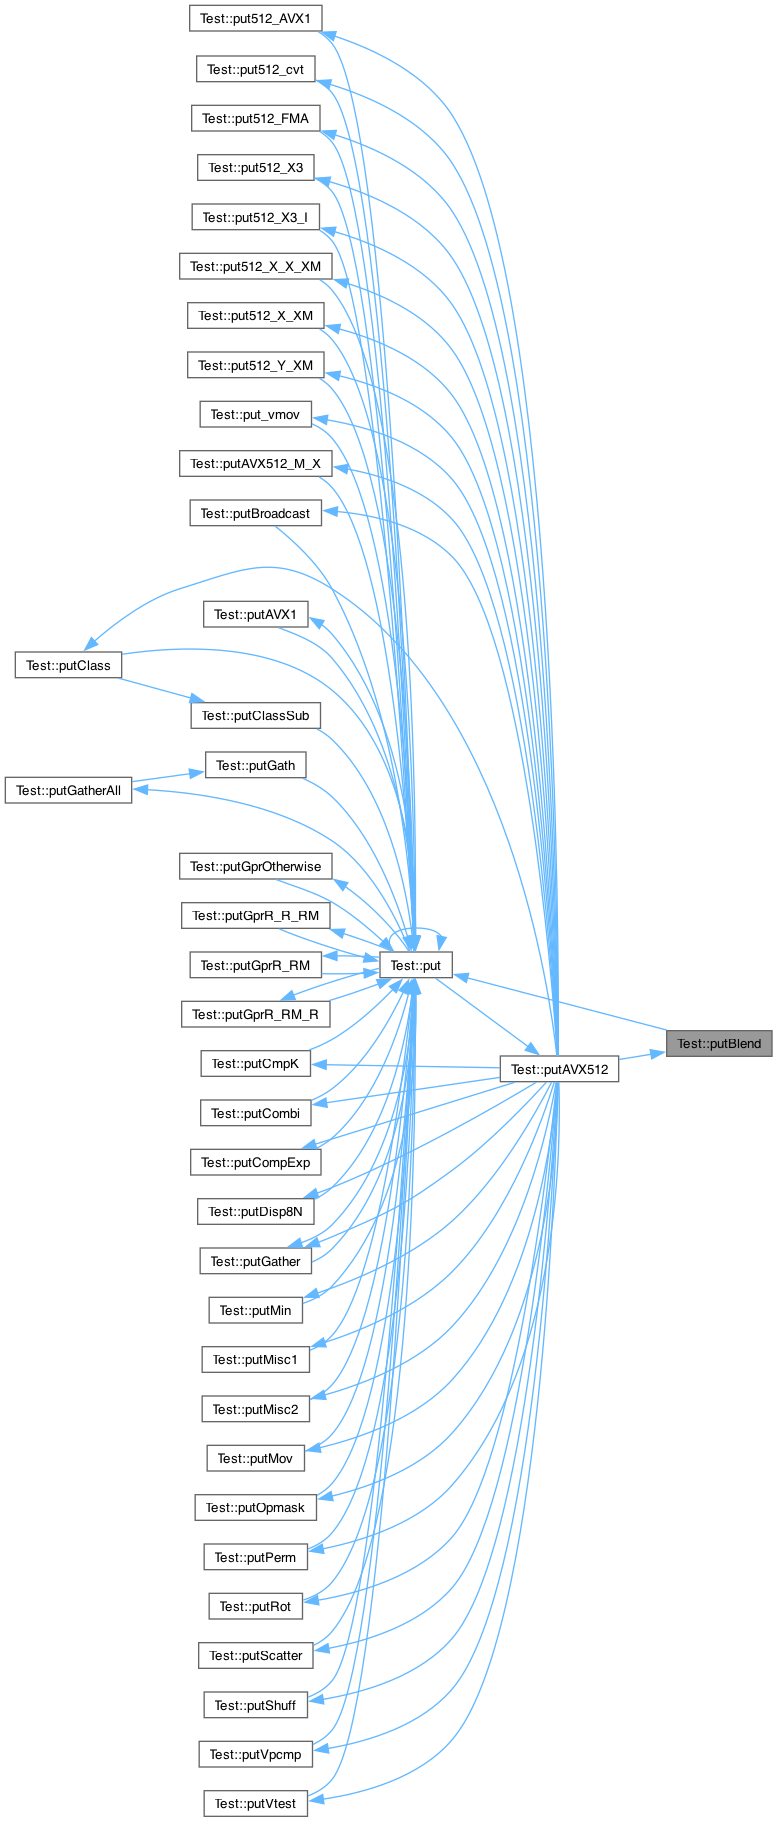 Test::put512_AVX1
Test::put512_cvt
Test::put512_FMA
Test::put512_X3
Test::put512_X3_I
Test::put512_X_X_XM
Test::put512_X_XM
Test::put512_Y_XM
Test::put_vmov
Test::putAVX512_M_X
Test::putBroadcast
Test::putAVX1
Test::putClass
Test::putClassSub
Test::putGath
Test::putGatherAll
Test::putGprOtherwise
Test::putGprR_R_RM
Test::putGprR_RM
Test::put
Test::putGprR_RM_R
Test::putBlend
Test::putCmpK
Test::putAVX512
Test::putCombi
Test::putCompExp
Test::putDisp8N
Test::putGather
Test::putMin
Test::putMisc1
Test::putMisc2
Test::putMov
Test::putOpmask
Test::putPerm
Test::putRot
Test::putScatter
Test::putShuff
Test::putVpcmp
Test::putVtest